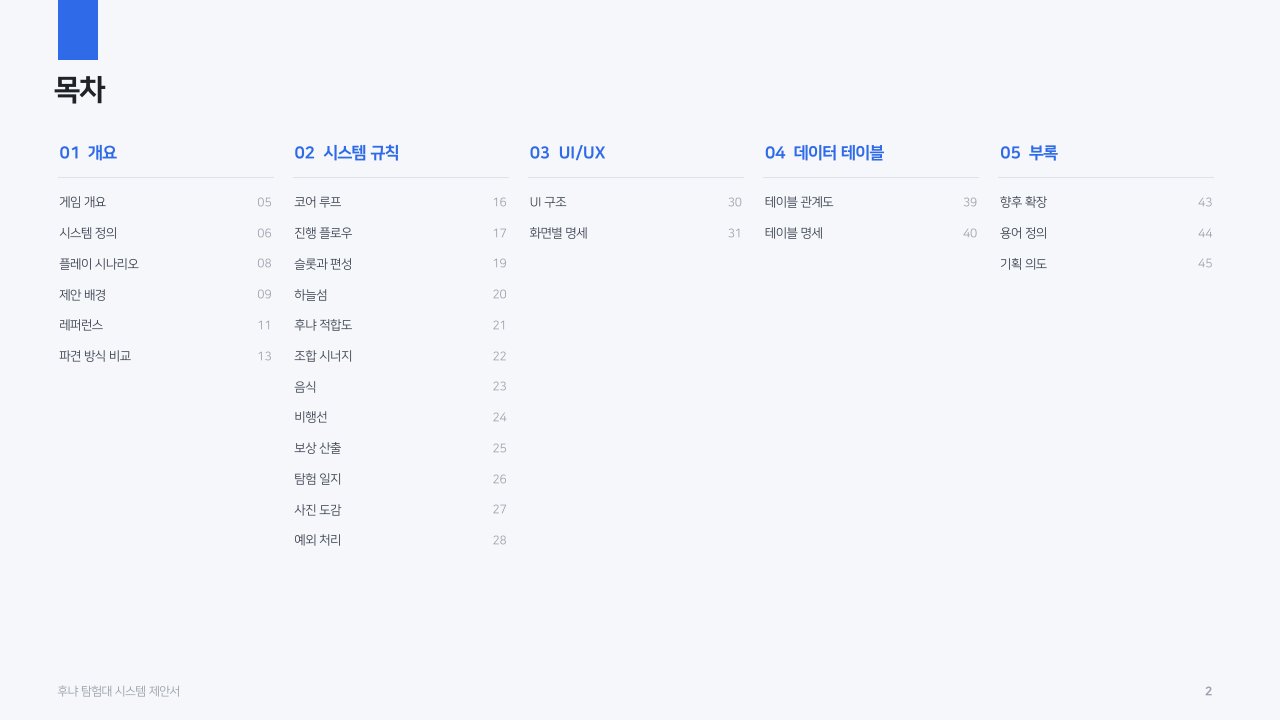 목차
01 개요
게임 개요 05
시스템 정의 06
플레이 시나리오 08
제안 배경 09
레퍼런스 11
파견 방식 비교 13
02 시스템 규칙
코어 루프 16
진행 플로우 17
슬롯과 편성 19
하늘섬 20
후냐 적합도 21
조합 시너지 22
음식 23
비행선 24
보상 산출 25
탐험 일지 26
사진 도감 27
예외 처리 28
03 UI/UX
UI 구조 30
화면별 명세 31
04 데이터 테이블
테이블 관계도 39
테이블 명세 40
05 부록
향후 확장 43
용어 정의 44
기획 의도 45
후냐 탐험대 시스템 제안서
2